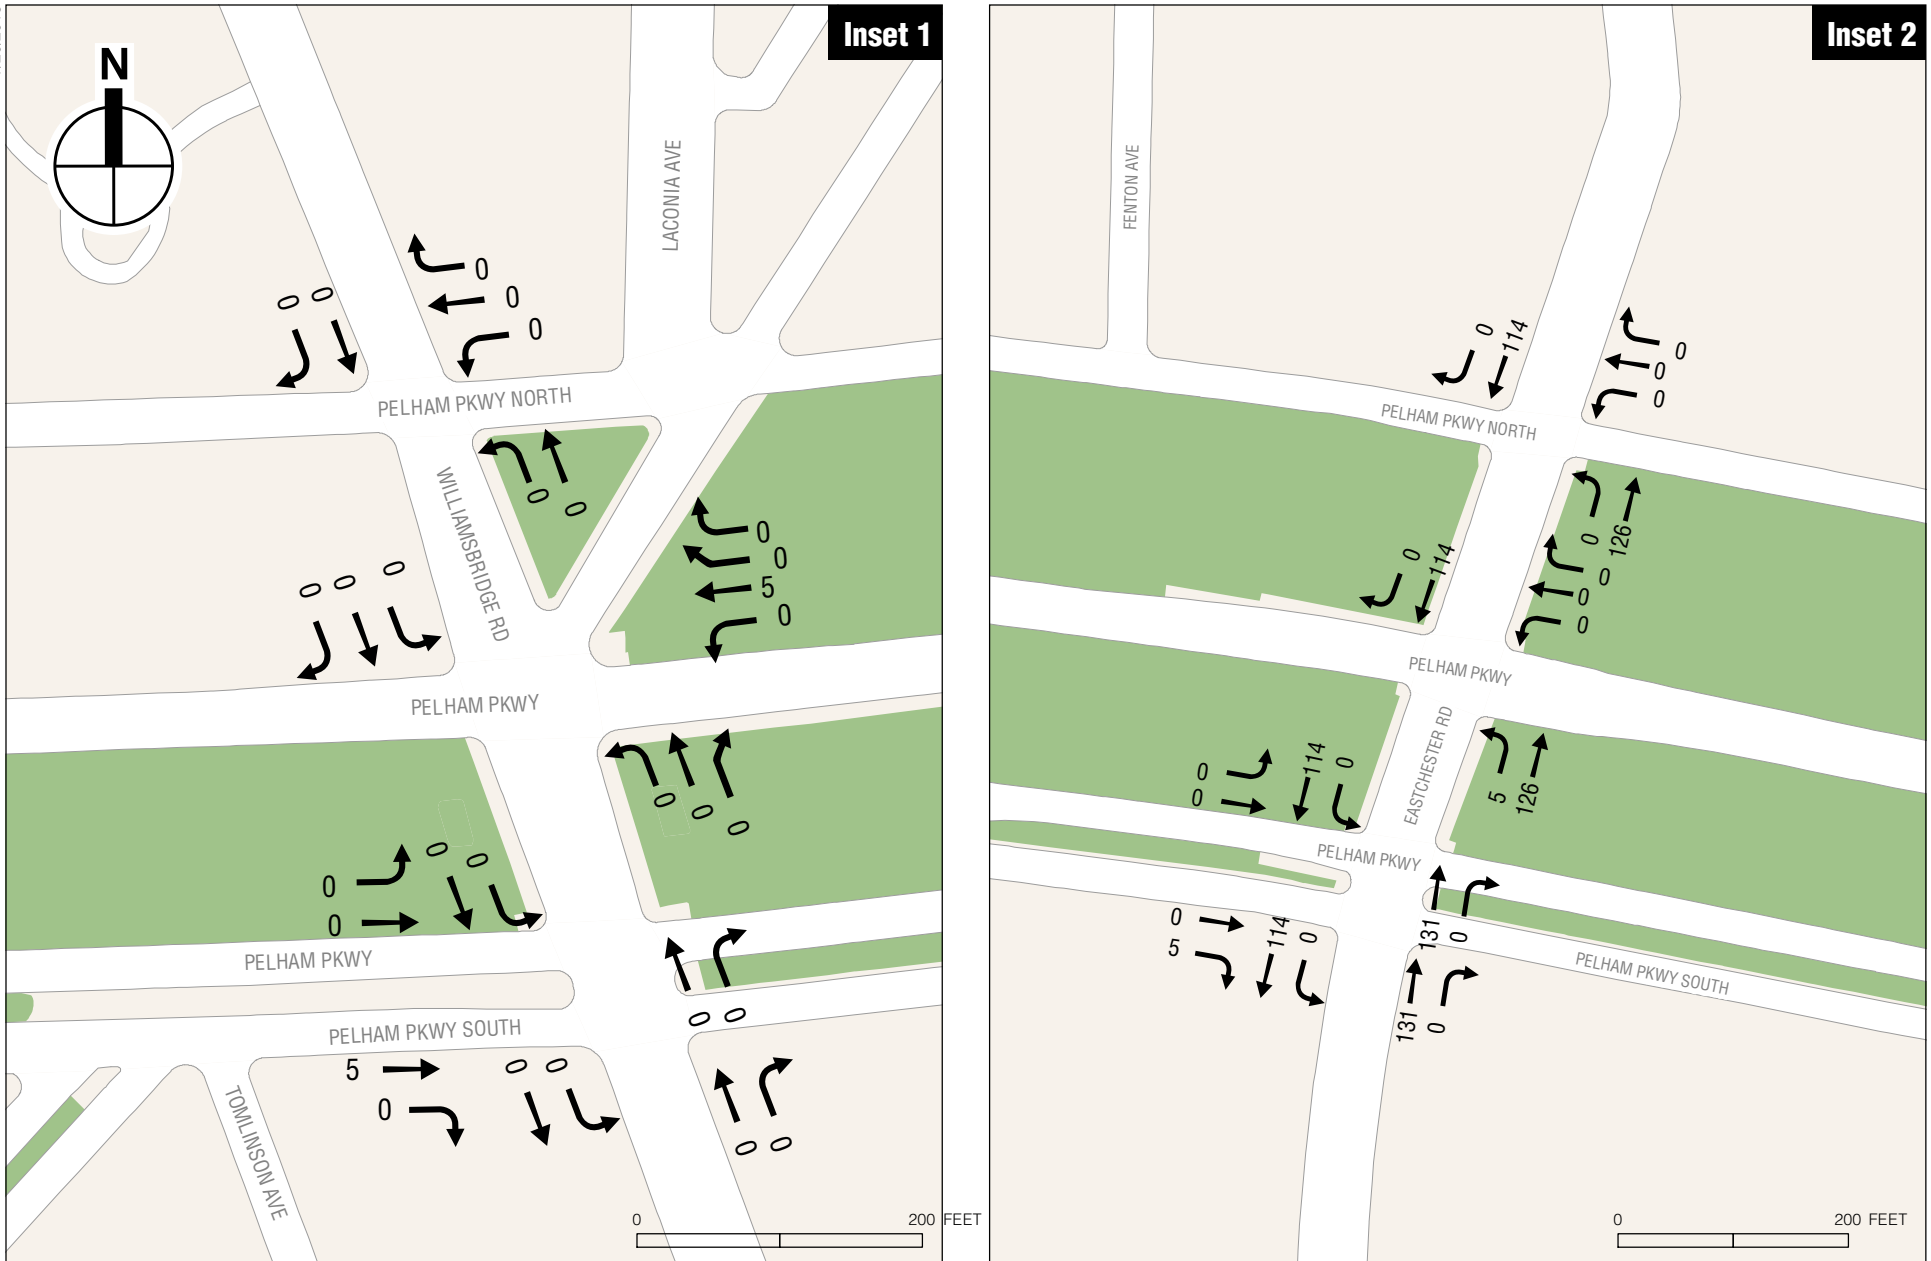 Inset 1
N
LACONIA AVE
0
0 0
0
0
PELHAM PKWY NORTH
WILLIAMSBRIDGE RD
0 0
0
0
5
0
0 0 0
PELHAM PKWY
0 0 0
0 0
0
0
PELHAM PKWY
0 0
PELHAM PKWY SOUTH
5
0 0
0
0 0
TOMLINSON AVE
0 200 FEET
Inset 2
FENTON AVE
0 114
0
0
0
PELHAM PKWY NORTH
0 126
0 114
0
0
0
PELHAM PKWY
EASTCHESTER RD
0
0
114 0
5 126
PELHAM PKWY
131 0
0
5
114 0
PELHAM PKWY SOUTH
131 0
0 200 FEET